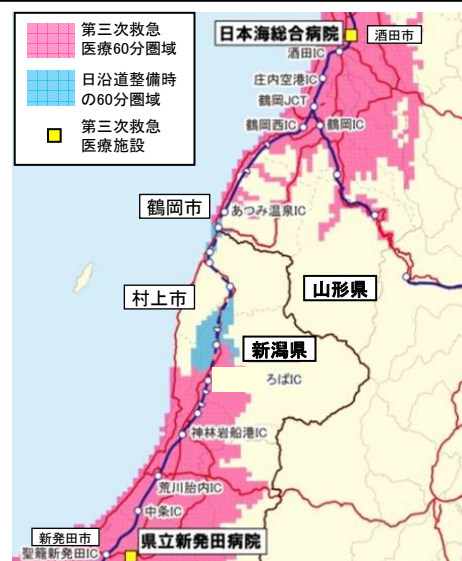 第三次救急
医療60分圏域
日沿道整備時
の60分圏域
第三次救急
医療施設
日本海総合病院
酒田市
酒田IC
庄内空港IC
鶴岡JCT
鶴岡西IC
鶴岡IC
鶴岡市
あつみ温泉IC
村上市
山形県
新潟県
ろばIC
神林岩船港IC
荒川胎内IC
中条IC
新発田市
県立新発田病院
聖籠新発田IC